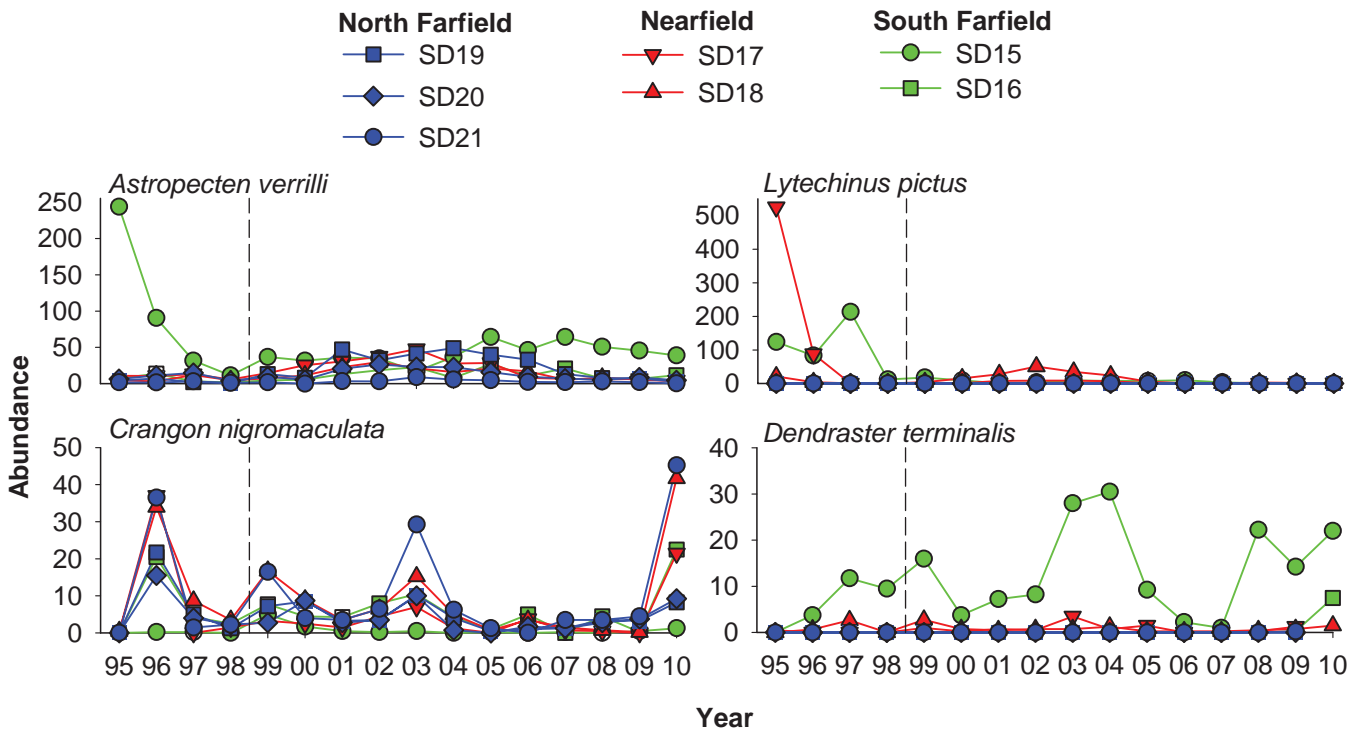 North Farfield Nearfield South Farfield
SD19 SD17 SD15
SD20 SD18 SD16
SD21
Astropecten verrilli
250
200
150
100
50
0
Lytechinus pictus
500
400
300
200
100
0
Abundance
Crangon nigromaculata
50
40
30
20
10
0
95 96 97 98 99 00 01 02 03 04 05 06 07 08 09 10
Dendraster terminalis
40
30
20
10
0
95 96 97 98 99 00 01 02 03 04 05 06 07 08 09 10
Year